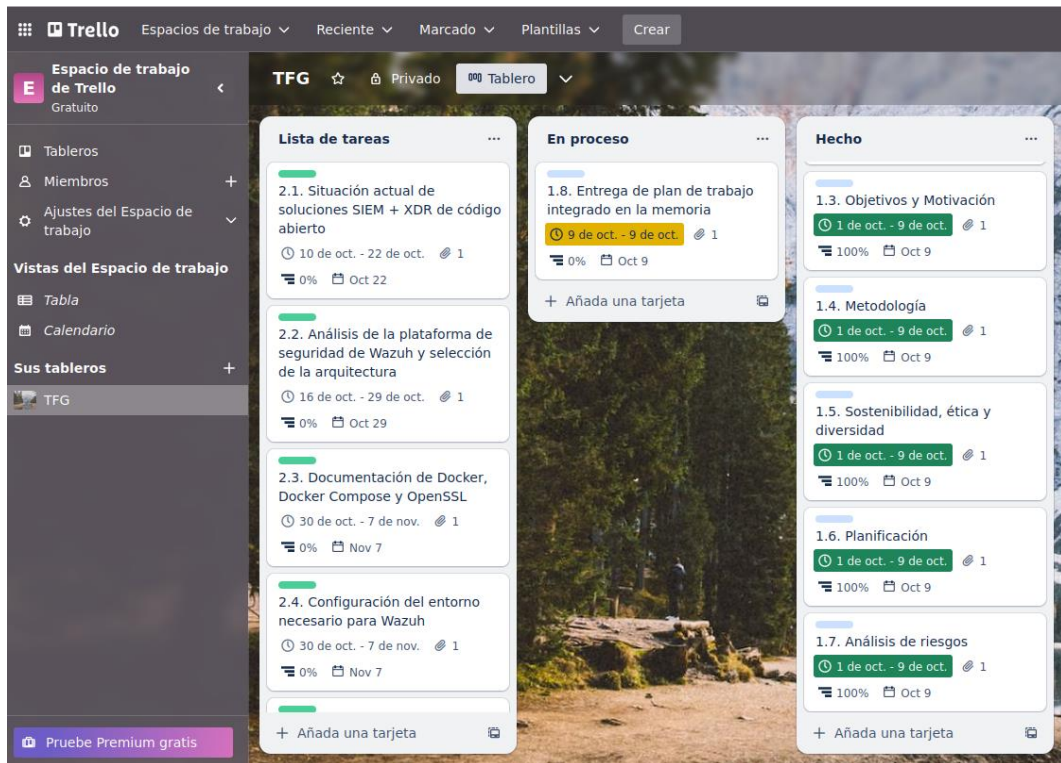 Trello
Espacios de trabajo
Reciente
Marcado
Plantillas
Crear
E
Espacio de trabajo
de Trello
Gratuito
Tableros
Miembros
Ajustes del Espacio de
trabajo
Vistas del Espacio de trabajo
Tabla
Calendario
Sus tableros
TFG
Pruebe Premium gratis
TFG
Privado
Tablero
Lista de tareas
2.1. Situación actual de
soluciones SIEM + XDR de código
abierto
10 de oct. - 22 de oct. 1
0% Oct 22
2.2. Análisis de la plataforma de
seguridad de Wazuh y selección
de la arquitectura
16 de oct. - 29 de oct. 1
0% Oct 29
2.3. Documentación de Docker,
Docker Compose y OpenSSL
30 de oct. - 7 de nov. 1
0% Nov 7
2.4. Configuración del entorno
necesario para Wazuh
30 de oct. - 7 de nov. 1
0% Nov 7
+ Añada una tarjeta
En proceso
1.8. Entrega de plan de trabajo
integrado en la memoria
9 de oct. - 9 de oct. 1
0% Oct 9
+ Añada una tarjeta
Hecho
1.3. Objetivos y Motivación
1 de oct. - 9 de oct. 1
100% Oct 9
1.4. Metodología
1 de oct. - 9 de oct. 1
100% Oct 9
1.5. Sostenibilidad, ética y
diversidad
1 de oct. - 9 de oct. 1
100% Oct 9
1.6. Planificación
1 de oct. - 9 de oct. 1
100% Oct 9
1.7. Análisis de riesgos
1 de oct. - 9 de oct. 1
100% Oct 9
+ Añada una tarjeta